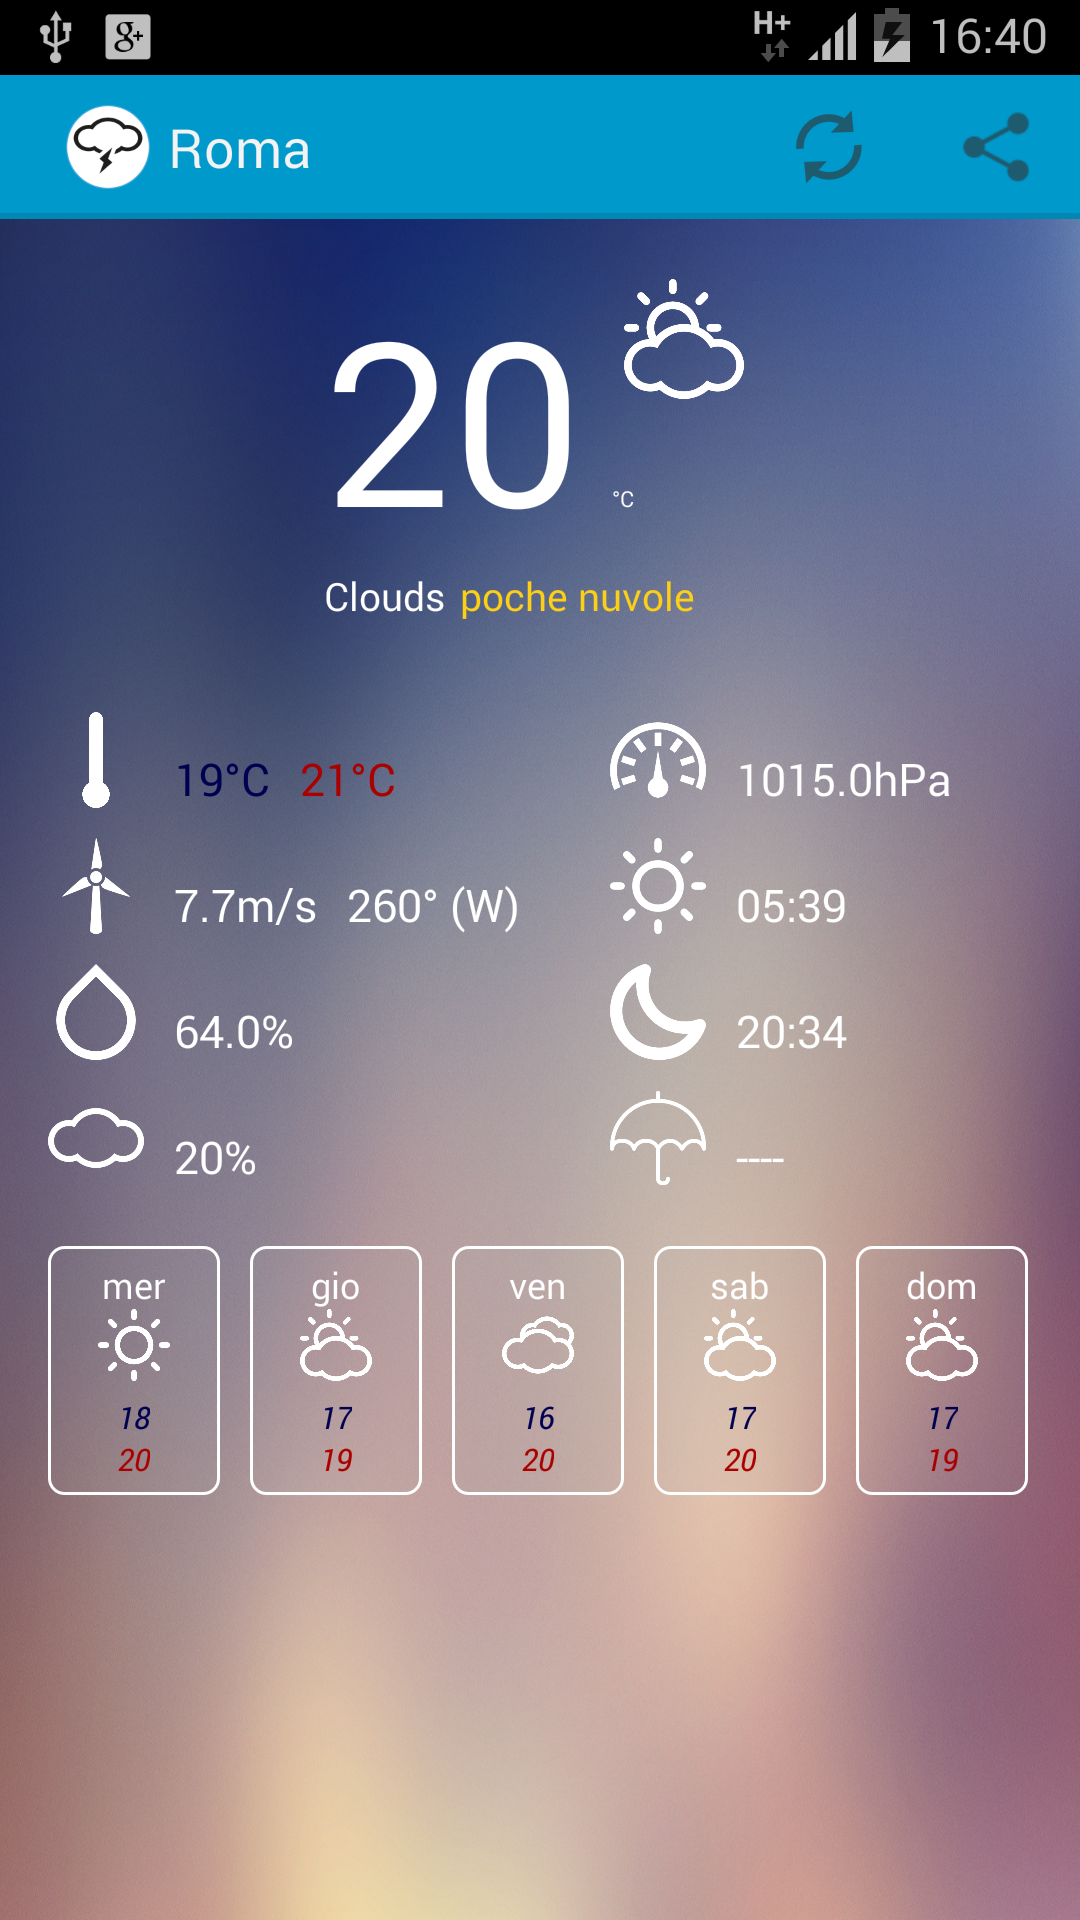 H+ 16:40
g+
Roma
20 °C
Clouds poche nuvole
19°C 21°C 1015.0hPa
7.7m/s 260° (W) 05:39
64.0% 20:34
20% ----
mer gio ven sab dom
18 17 16 17 17
20 19 20 20 19